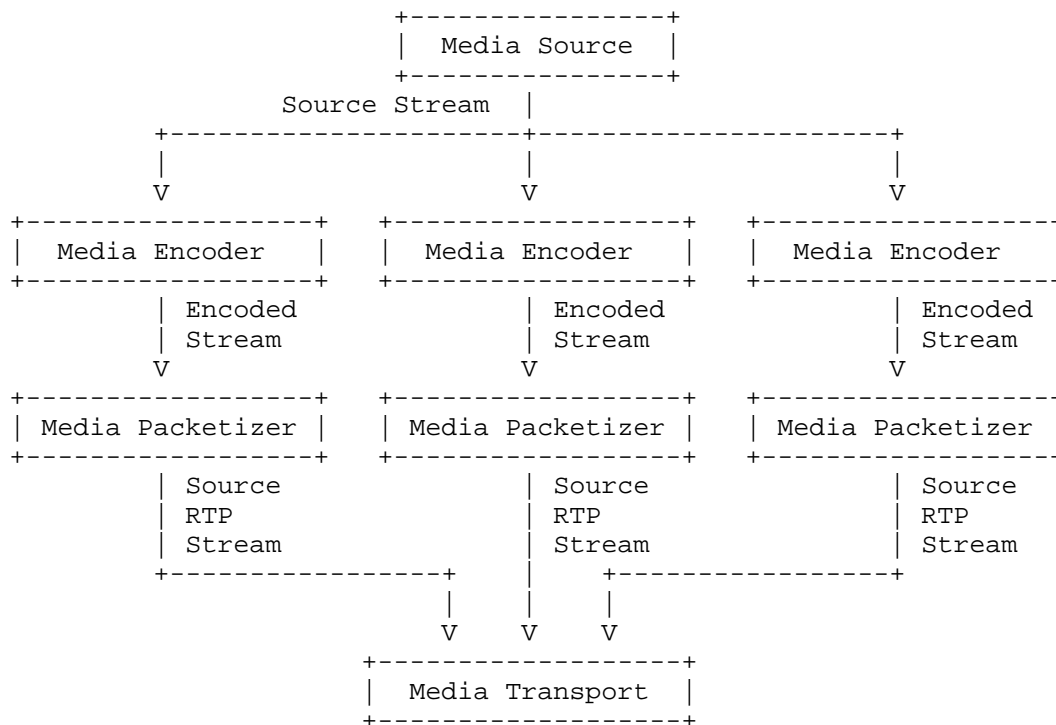 Media Source
Source Stream
V V V
Media Encoder Media Encoder Media Encoder
Encoded Encoded Encoded
Stream Stream Stream
V V V
Media Packetizer Media Packetizer Media Packetizer
Source Source Source
RTP RTP RTP
Stream Stream Stream
V V V
Media Transport